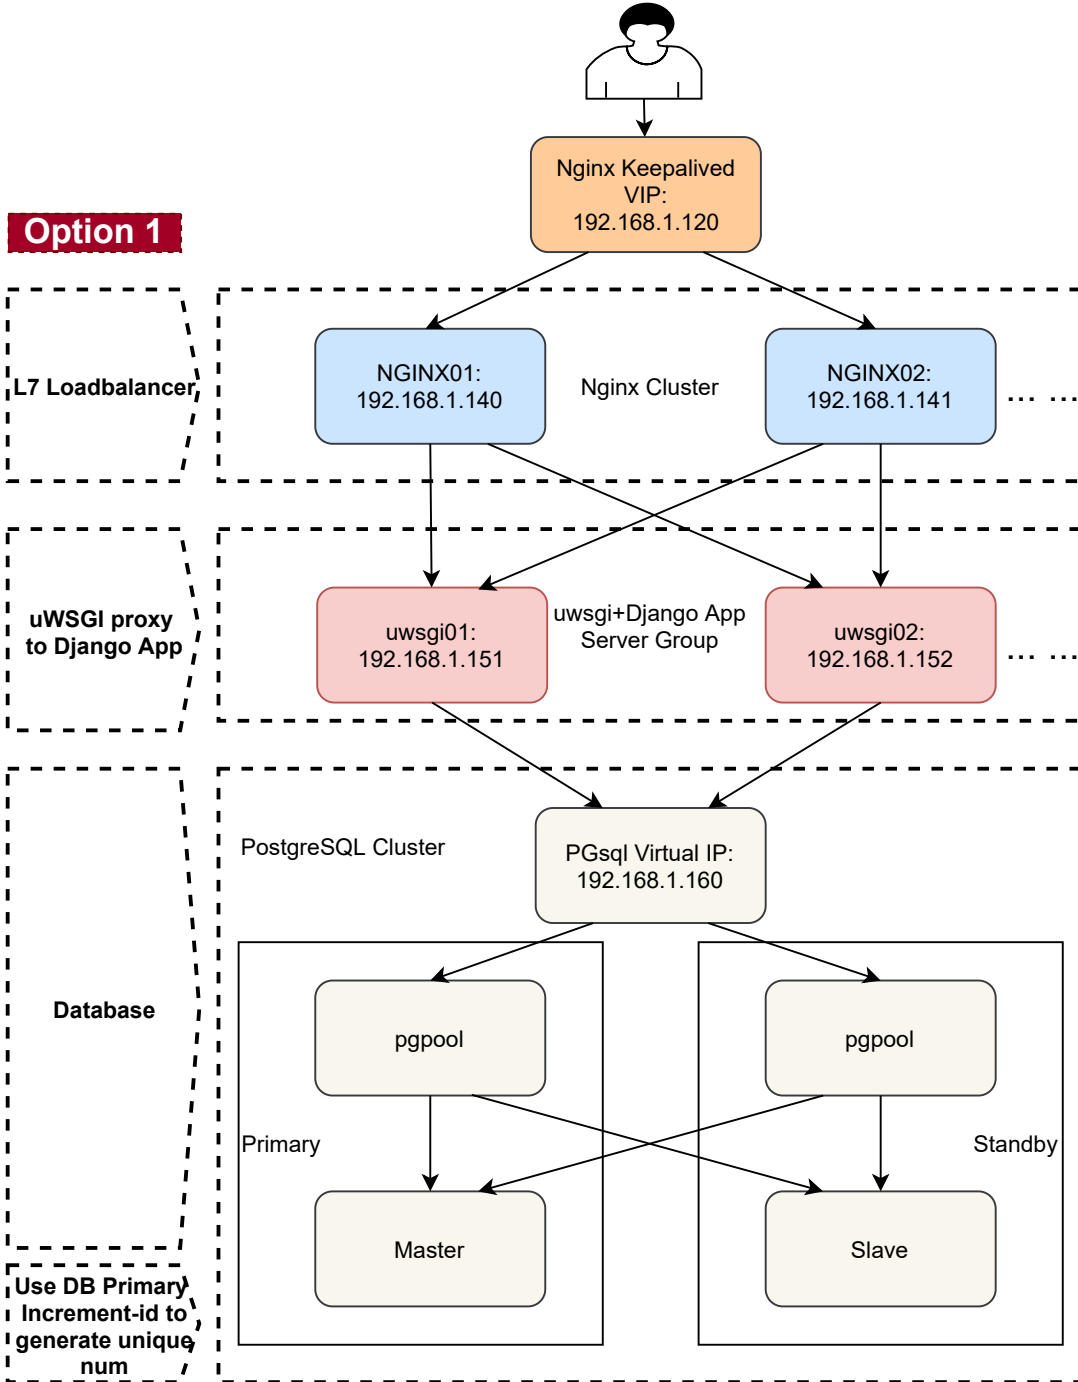 Nginx Keepalived
VIP:
192.168.1.120
Option 1
L7 Loadbalancer
NGINX01:
192.168.1.140
Nginx Cluster
NGINX02:
192.168.1.141
... ...
uWSGI proxy
to Django App
uwsgi01:
192.168.1.151
uwsgi+Django App
Server Group
uwsgi02:
192.168.1.152
... ...
Database
PostgreSQL Cluster
PGsql Virtual IP:
192.168.1.160
pgpool
pgpool
Primary
Standby
Master
Slave
Use DB Primary
Increment-id to
generate unique
num